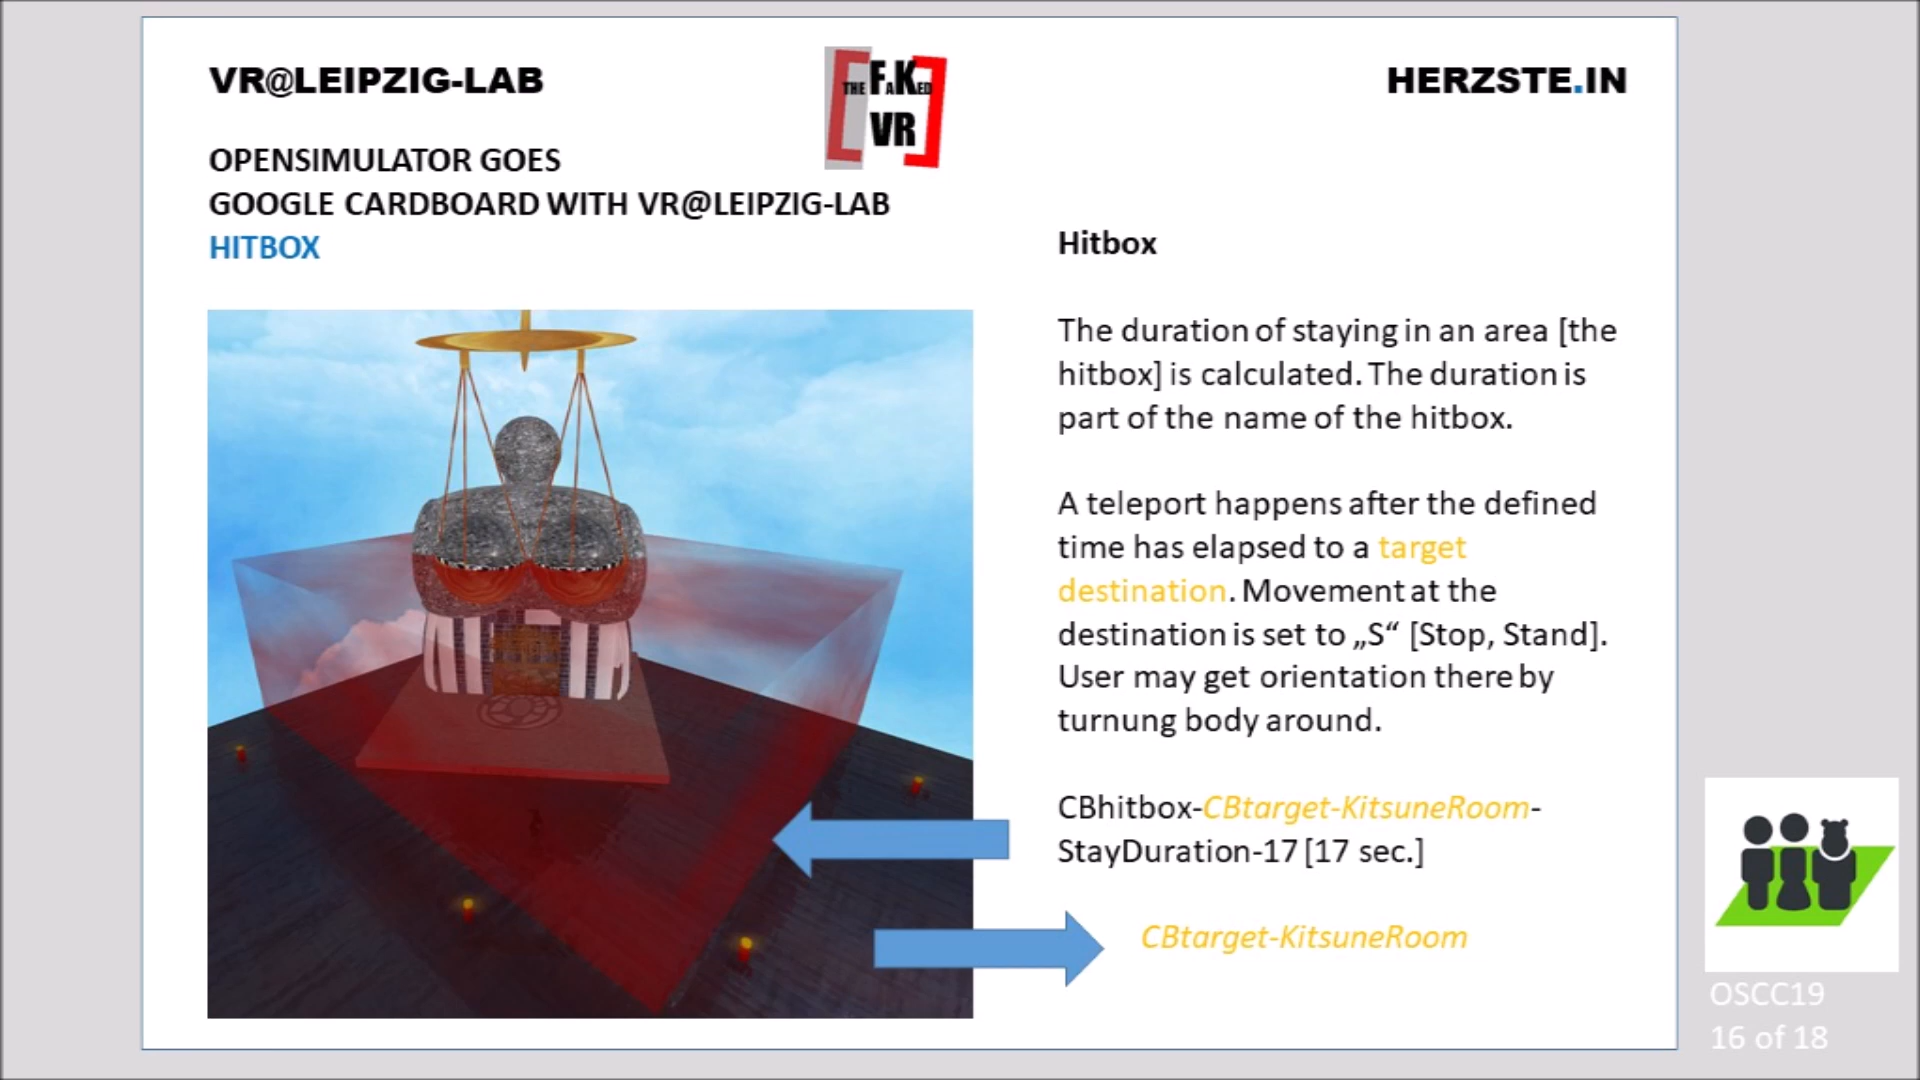 VR@LEIPZIG-LAB
THE FAKED
VR
HERZSTE.IN
OPENSIMULATOR GOES
GOOGLE CARDBOARD WITH VR@LEIPZIG-LAB
HITBOX
Hitbox
The duration of staying in an area [the
hitbox] is calculated. The duration is
part of the name of the hitbox.
A teleport happens after the defined
time has elapsed to a target
destination. Movement at the
destination is set to „S“ [Stop, Stand].
User may get orientation there by
turnung body around.
CBhitbox-CBtarget-KitsuneRoom-
StayDuration-17 [17 sec.]
CBtarget-KitsuneRoom
OSCC19
16 of 18